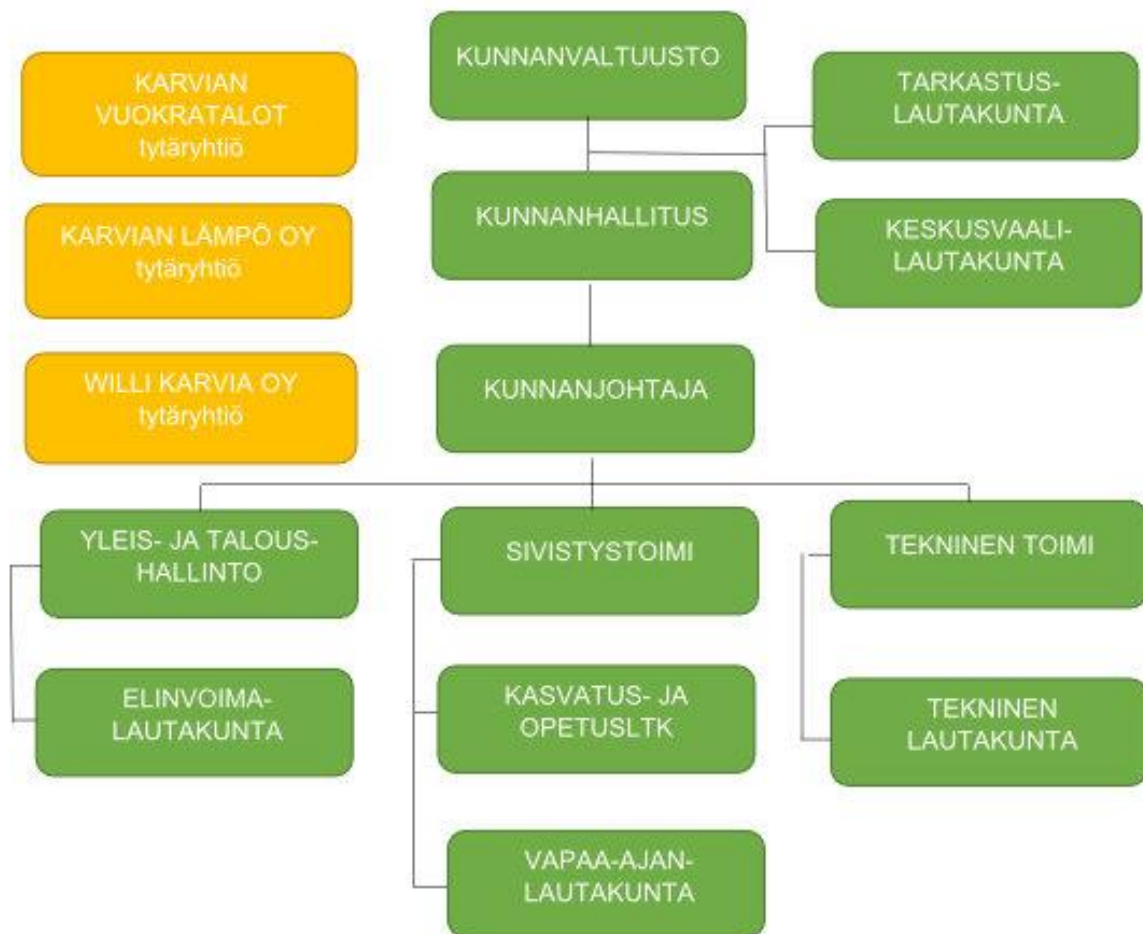 KUNNANVALTUUSTO
KARVIAN
VUOKRATALOT
tytäryhtiö
TARKASTUS-
LAUTAKUNTA
KUNNANHALLITUS
KARVIAN LÄMPÖ OY
tytäryhtiö
KESKUSVAALI-
LAUTAKUNTA
WILLI KARVIA OY
tytäryhtiö
KUNNANJOHTAJA
YLEIS- JA TALOUS-
HALLINTO
SIVISTYSTOIMI
TEKNINEN TOIMI
ELINVOIMA-
LAUTAKUNTA
KASVATUS- JA
OPETUSLTK
TEKNINEN
LAUTAKUNTA
VAPAA-AJAN-
LAUTAKUNTA